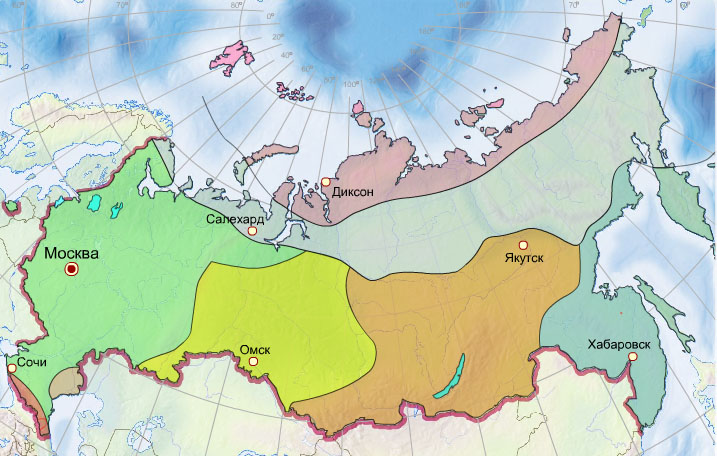 Диксон
Салехард
Москва
Якутск
Омск
Хабаровск
Сочи